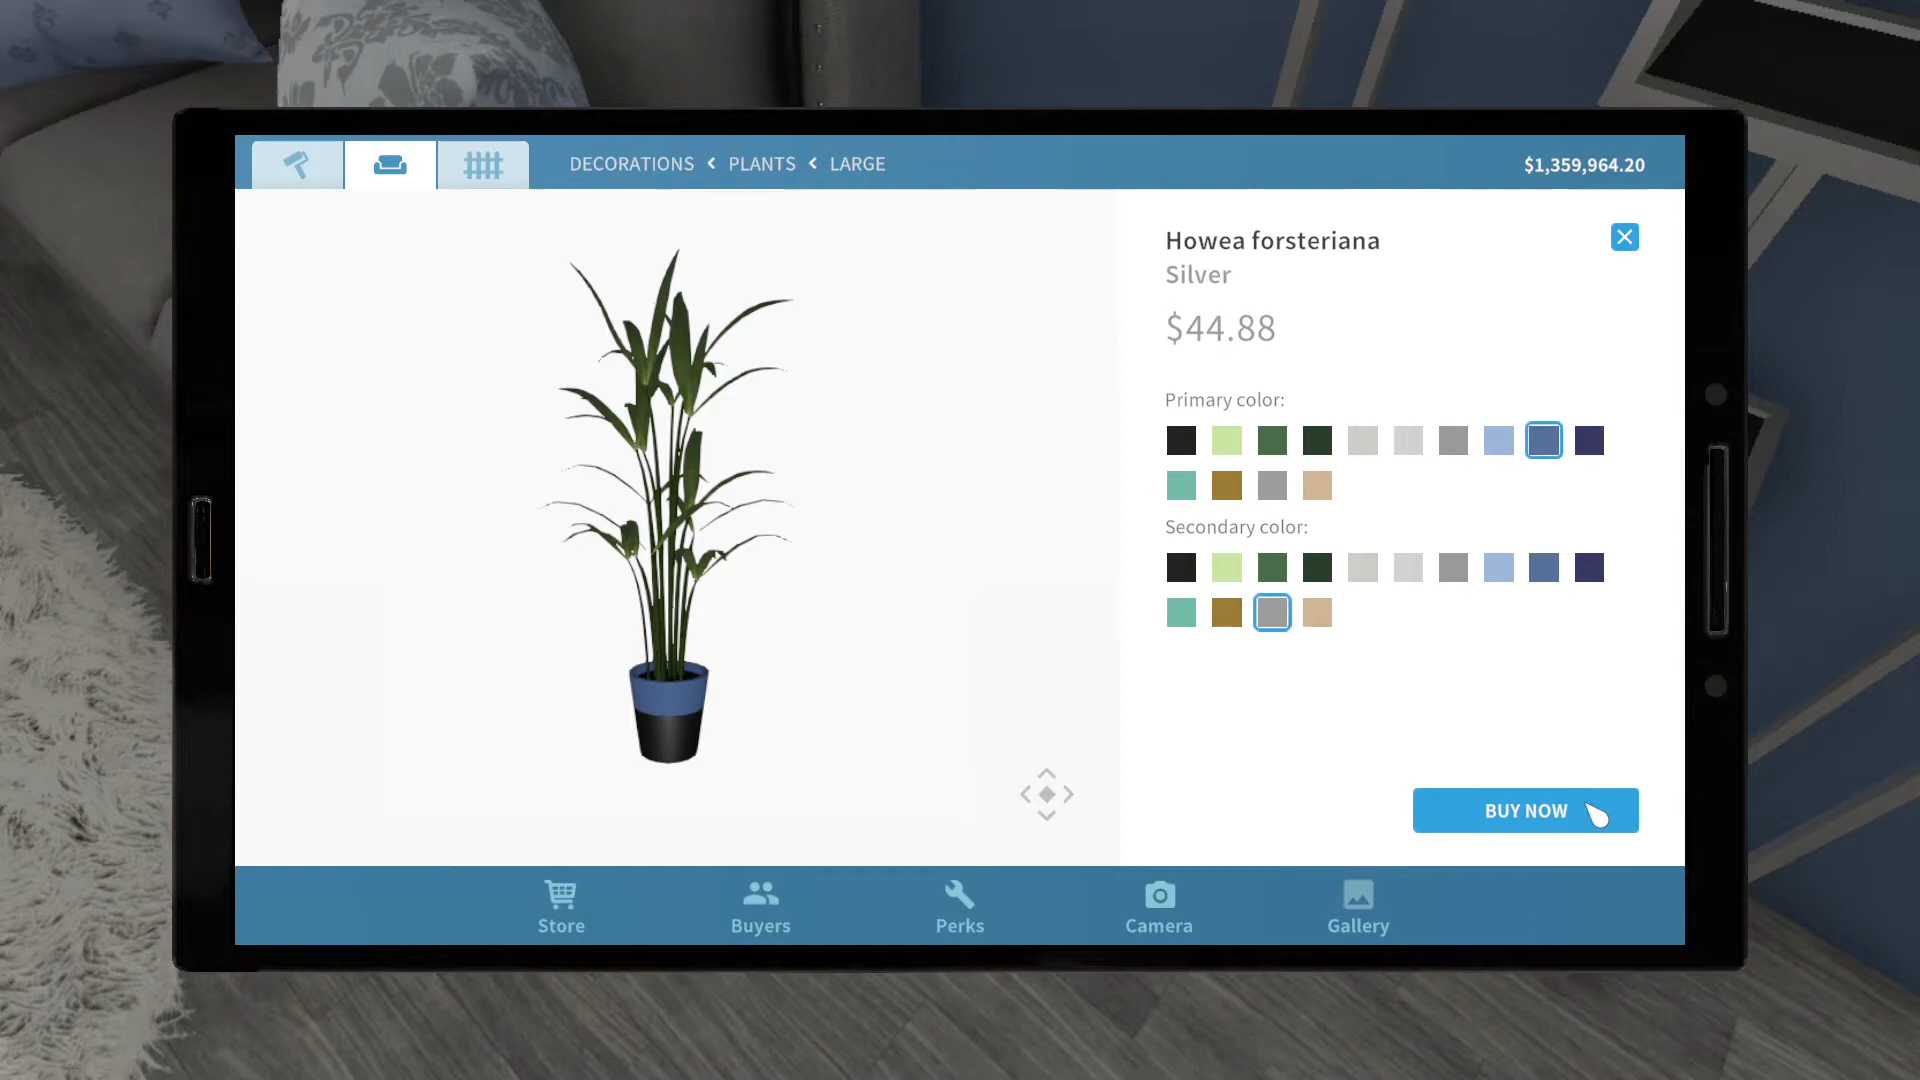 DECORATIONS < PLANTS < LARGE
$1,359,964.20
Howea forsteriana
Silver
$44.88
Primary color:
Secondary color:
BUY NOW
Store
Buyers
Perks
Camera
Gallery